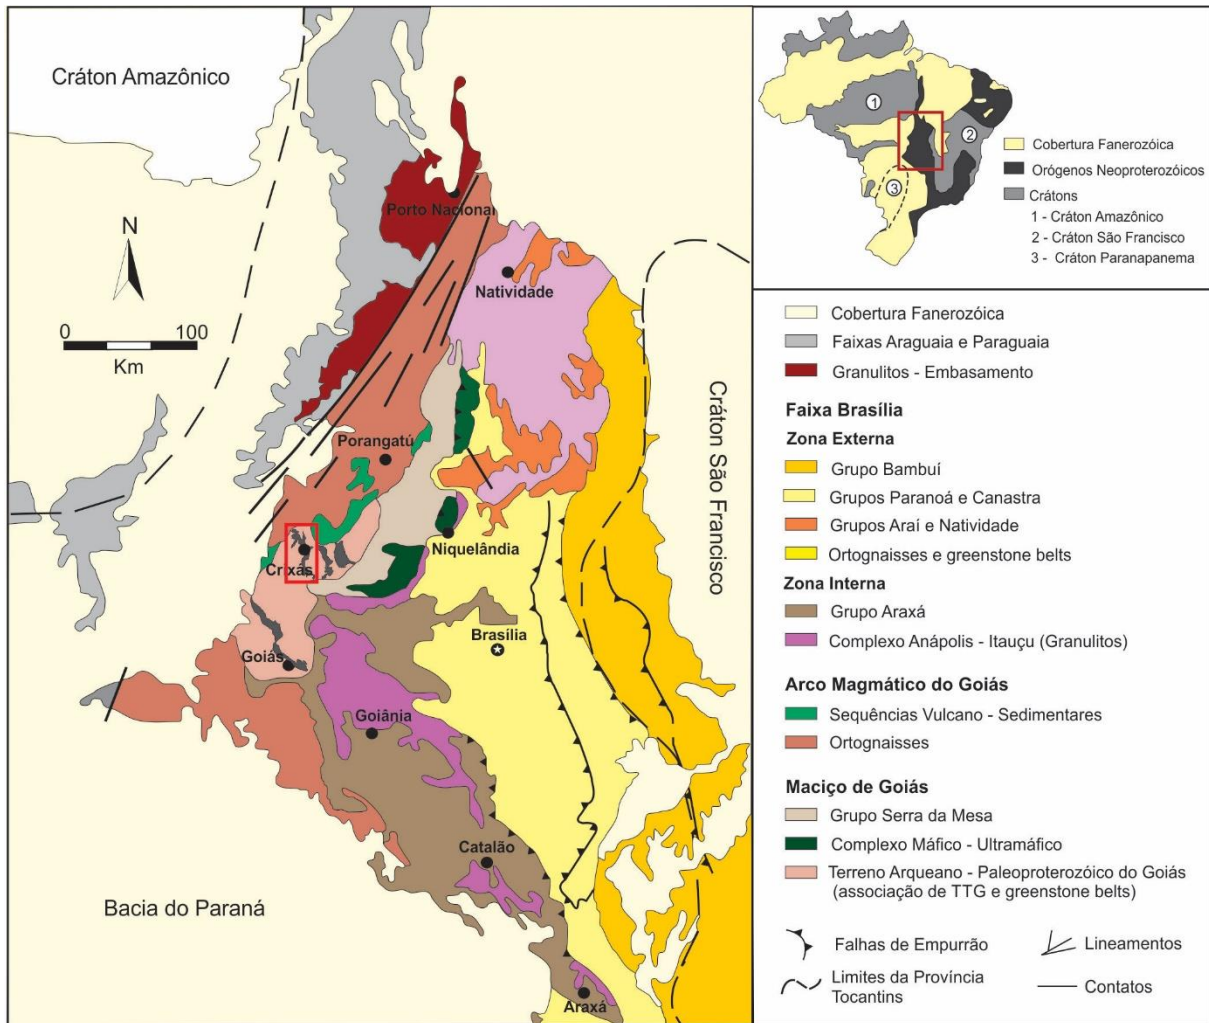 Cráton Amazônico
N
0 100
Km
Porto Nacional
Natividade
Porangatú
Cráton São Francisco
Niquelândia
Crixás
Brasília
Goiás
Goiânia
Catalão
Bacia do Paraná
Araxá
1
2
3
Cobertura Fanerozóica
Orógenos Neoproterozóicos
Crátons
1 - Cráton Amazônico
2 - Cráton São Francisco
3 - Cráton Paranapanema
Cobertura Fanerozóica
Faixas Araguaia e Paraguaia
Granulitos - Embasamento
Faixa Brasília
Zona Externa
Grupo Bambuí
Grupos Paranoá e Canastra
Grupos Araí e Natividade
Ortognaisses e greenstone belts
Zona Interna
Grupo Araxá
Complexo Anápolis - Itauçu (Granulitos)
Arco Magmático do Goiás
Sequências Vulcano - Sedimentares
Ortognaisses
Maciço de Goiás
Grupo Serra da Mesa
Complexo Máfico - Ultramáfico
Terreno Arqueano - Paleoproterozóico do Goiás
(associação de TTG e greenstone belts)
Falhas de Empurrão
Lineamentos
Limites da Província
Tocantins
Contatos